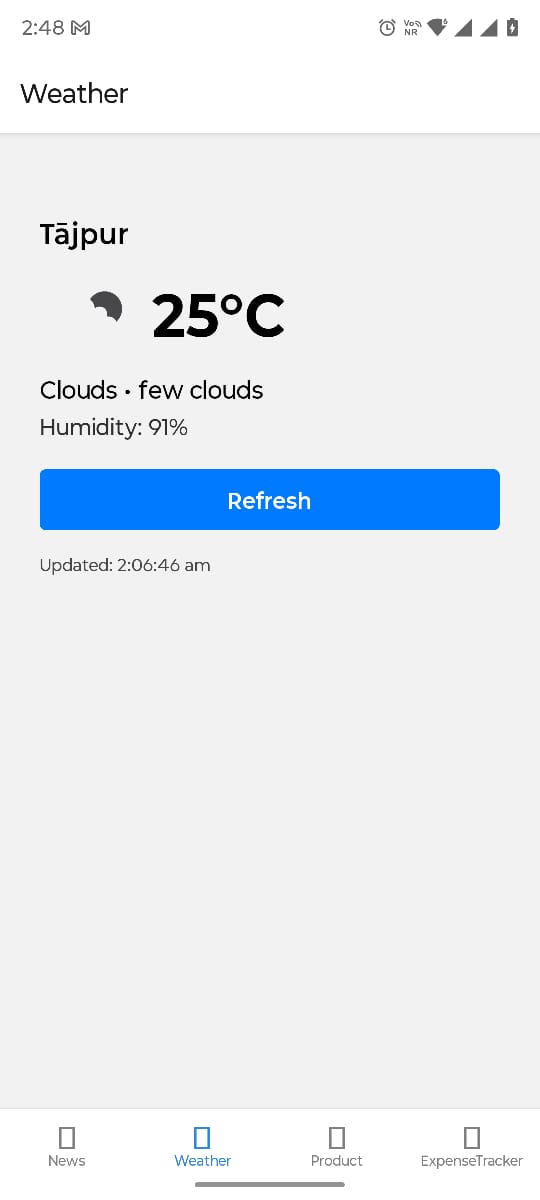 2:48
Vo
NR
6
Weather
Tājpur
25°C
Clouds • few clouds
Humidity: 91%
Refresh
Updated: 2:06:46 am
News
Weather
Product
ExpenseTracker